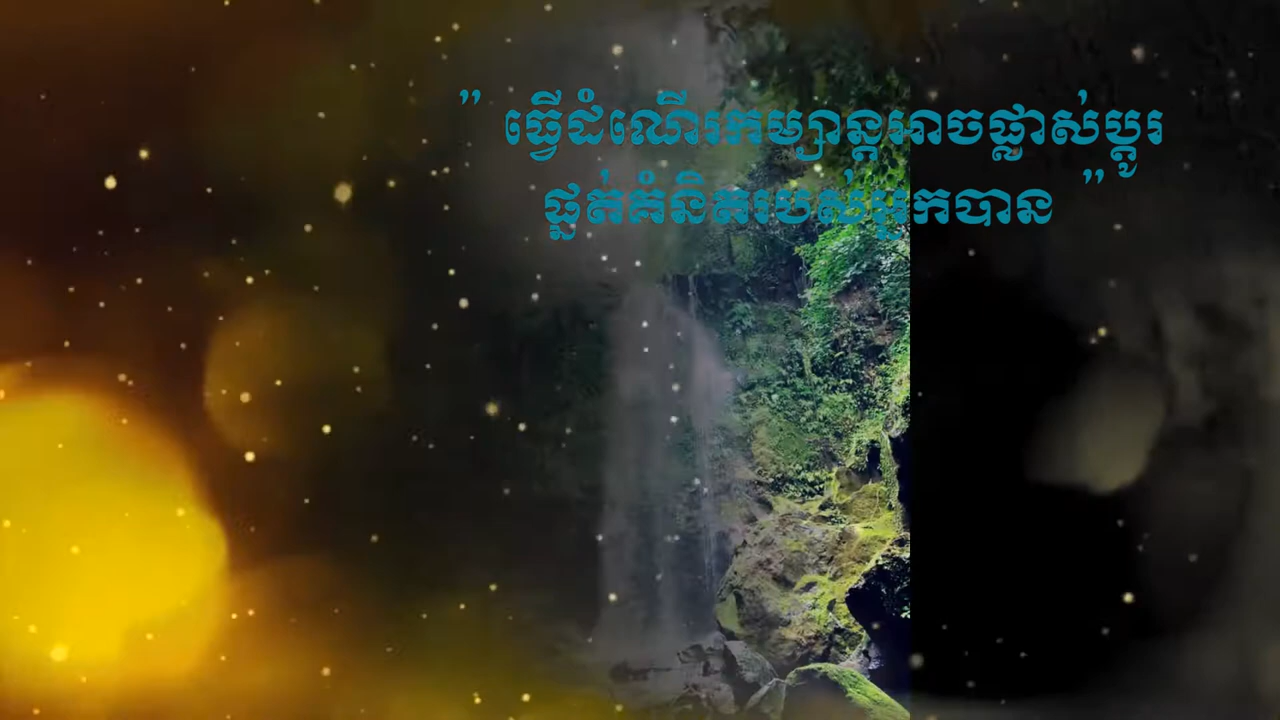 " ធ្វើដំណើរកម្សាន្តអាចផ្លាស់ប្តូរ
ផ្នត់គំនិតរបស់អ្នកបាន "